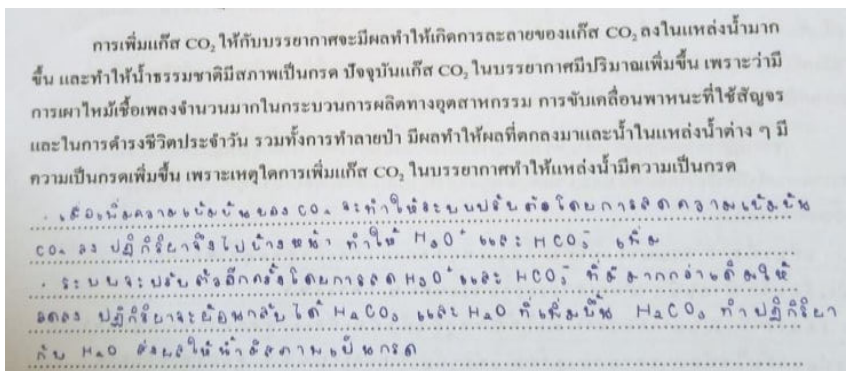 การเพิ่มแก๊ส CO₂ ให้กับบรรยากาศจะมีผลทำให้เกิดการละลายของแก๊ส CO₂ ลงในแหล่งน้ำมาก
ขึ้น และทำให้น้ำธรรมชาติมีสภาพเป็นกรด ปัจจุบันแก๊ส CO₂ ในบรรยากาศมีปริมาณเพิ่มขึ้น เพราะว่ามี
การเผาไหม้เชื้อเพลงจำนวนมากในกระบวนการผลิตทางอุตสาหกรรม การขับเคลื่อนพาหนะที่ใช้สัญจร
และในการดำรงชีวิตประจำวัน รวมทั้งการทำลายป่า มีผลทำให้ผลที่ตกลงมาและน้ำในแหล่งน้ำต่าง ๆ มี
ความเป็นกรดเพิ่มขึ้น เพราะเหตุใดการเพิ่มแก๊ส CO₂ ในบรรยากาศทำให้แหล่งน้ำมีความเป็นกรด
· เมื่อเพิ่มความเข้มข้นของ CO₂ จะทำให้ระบบปรับตัวโดยการลดความเข้มข้น
CO₂ ลง ปฏิกิริยาจึงไปข้างหน้า ทำให้ H₃O⁺ และ HCO₃⁻ เพิ่ม
· ระบบจะปรับตัวอีกครั้งโดยการลด H₃O⁺ และ HCO₃⁻ ที่มีมากกว่าเดิมให้
ลดลง ปฏิกิริยาจะย้อนกลับ ได้ H₂CO₃ และ H₂O ที่เพิ่มขึ้น H₂CO₃ ทำปฏิกิริยา
กับ H₂O ส่งผลให้น้ำมีสภาพเป็นกรด